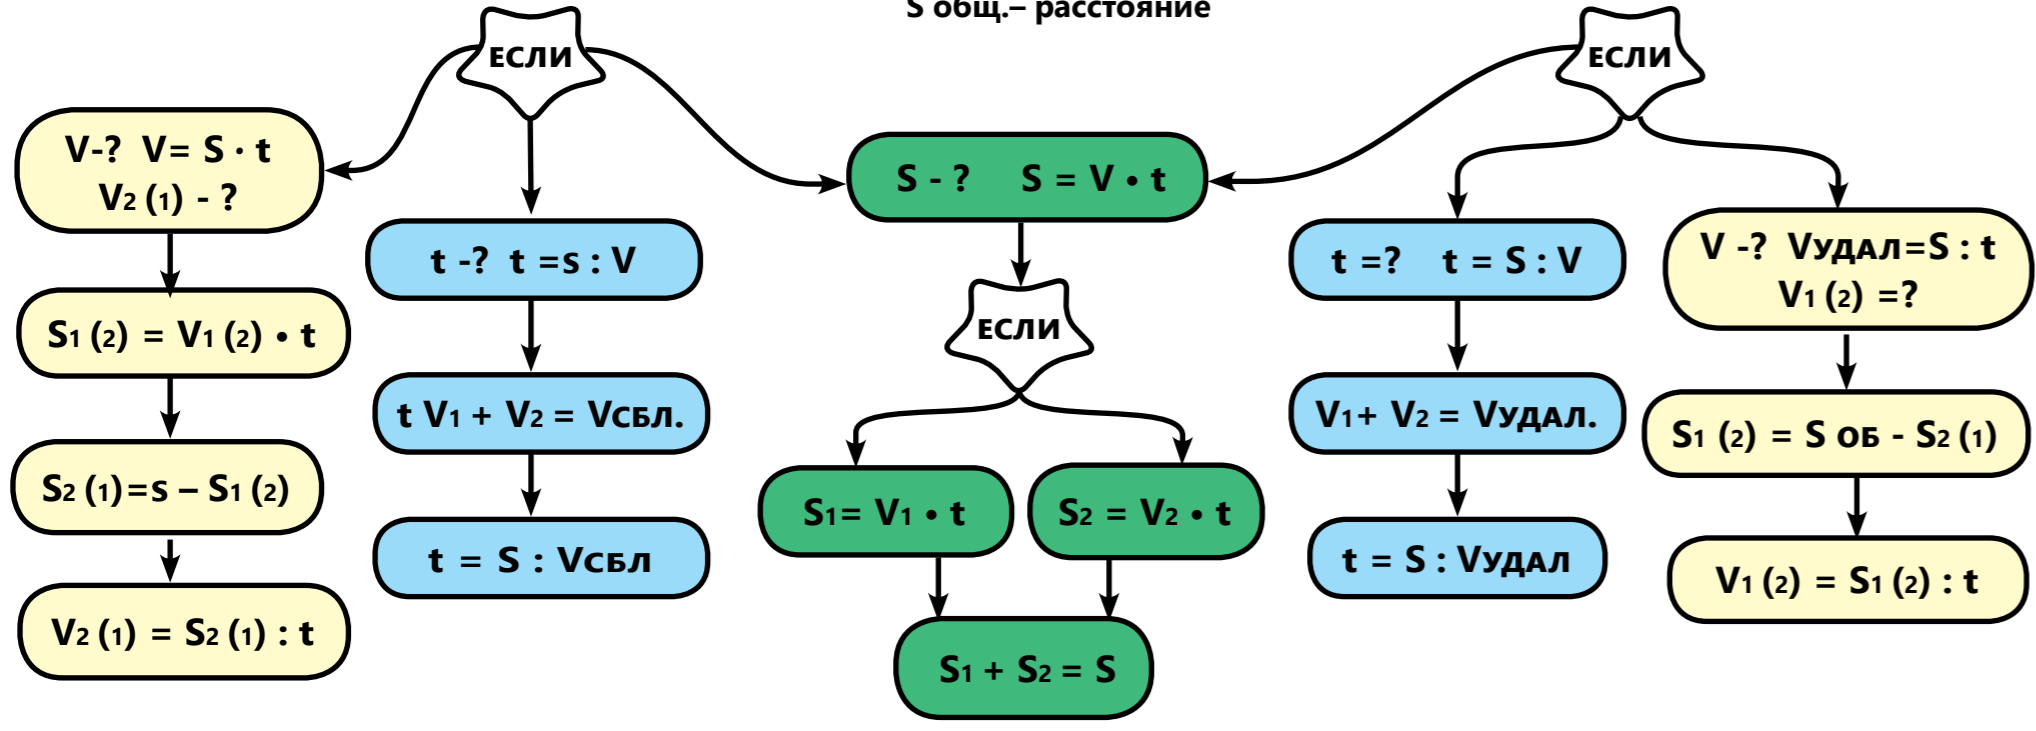 S общ.– расстояние
ЕСЛИ
ЕСЛИ
V-? V= S · t
V2 (1) - ?
S1 (2) = V1 (2) • t
S2 (1)=s – S1 (2)
V2 (1) = S2 (1) : t
t -? t =s : V
t V1 + V2 = VСБЛ.
t = S : VСБЛ
S - ? S = V • t
ЕСЛИ
S1= V1 • t
S2 = V2 • t
S1 + S2 = S
t =? t = S : V
V1+ V2 = VУДАЛ.
t = S : VУДАЛ
V -? VУДАЛ=S : t
V1 (2) =?
S1 (2) = S ОБ - S2 (1)
V1 (2) = S1 (2) : t